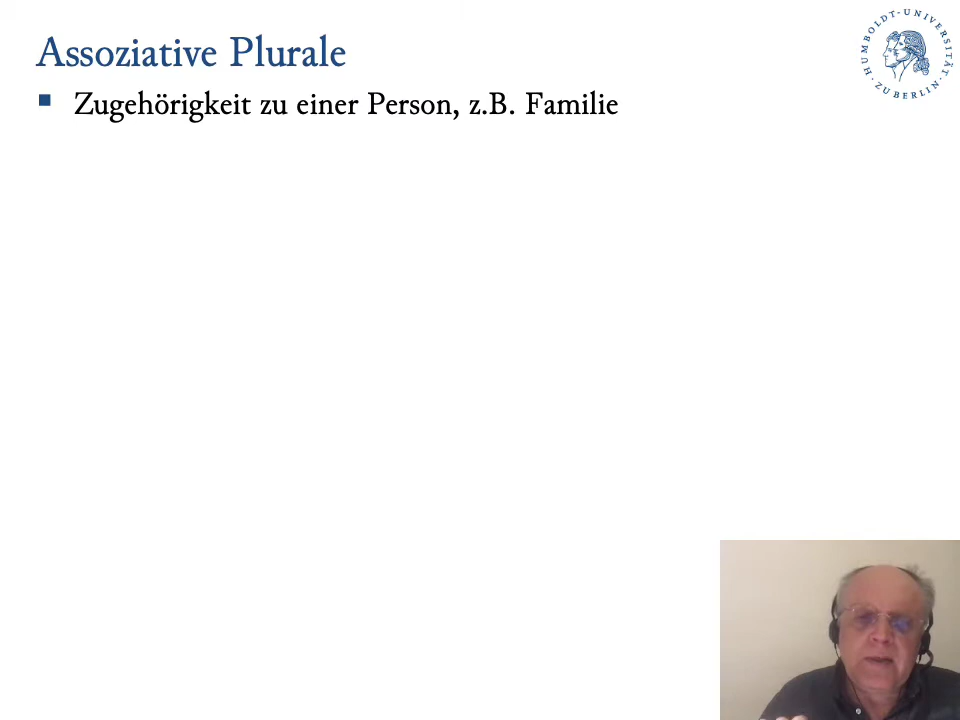 Assoziative Plurale
▪ Zugehörigkeit zu einer Person, z.B. Familie
HUMBOLDT-UNIVERSITÄT
· ZU BERLIN ·